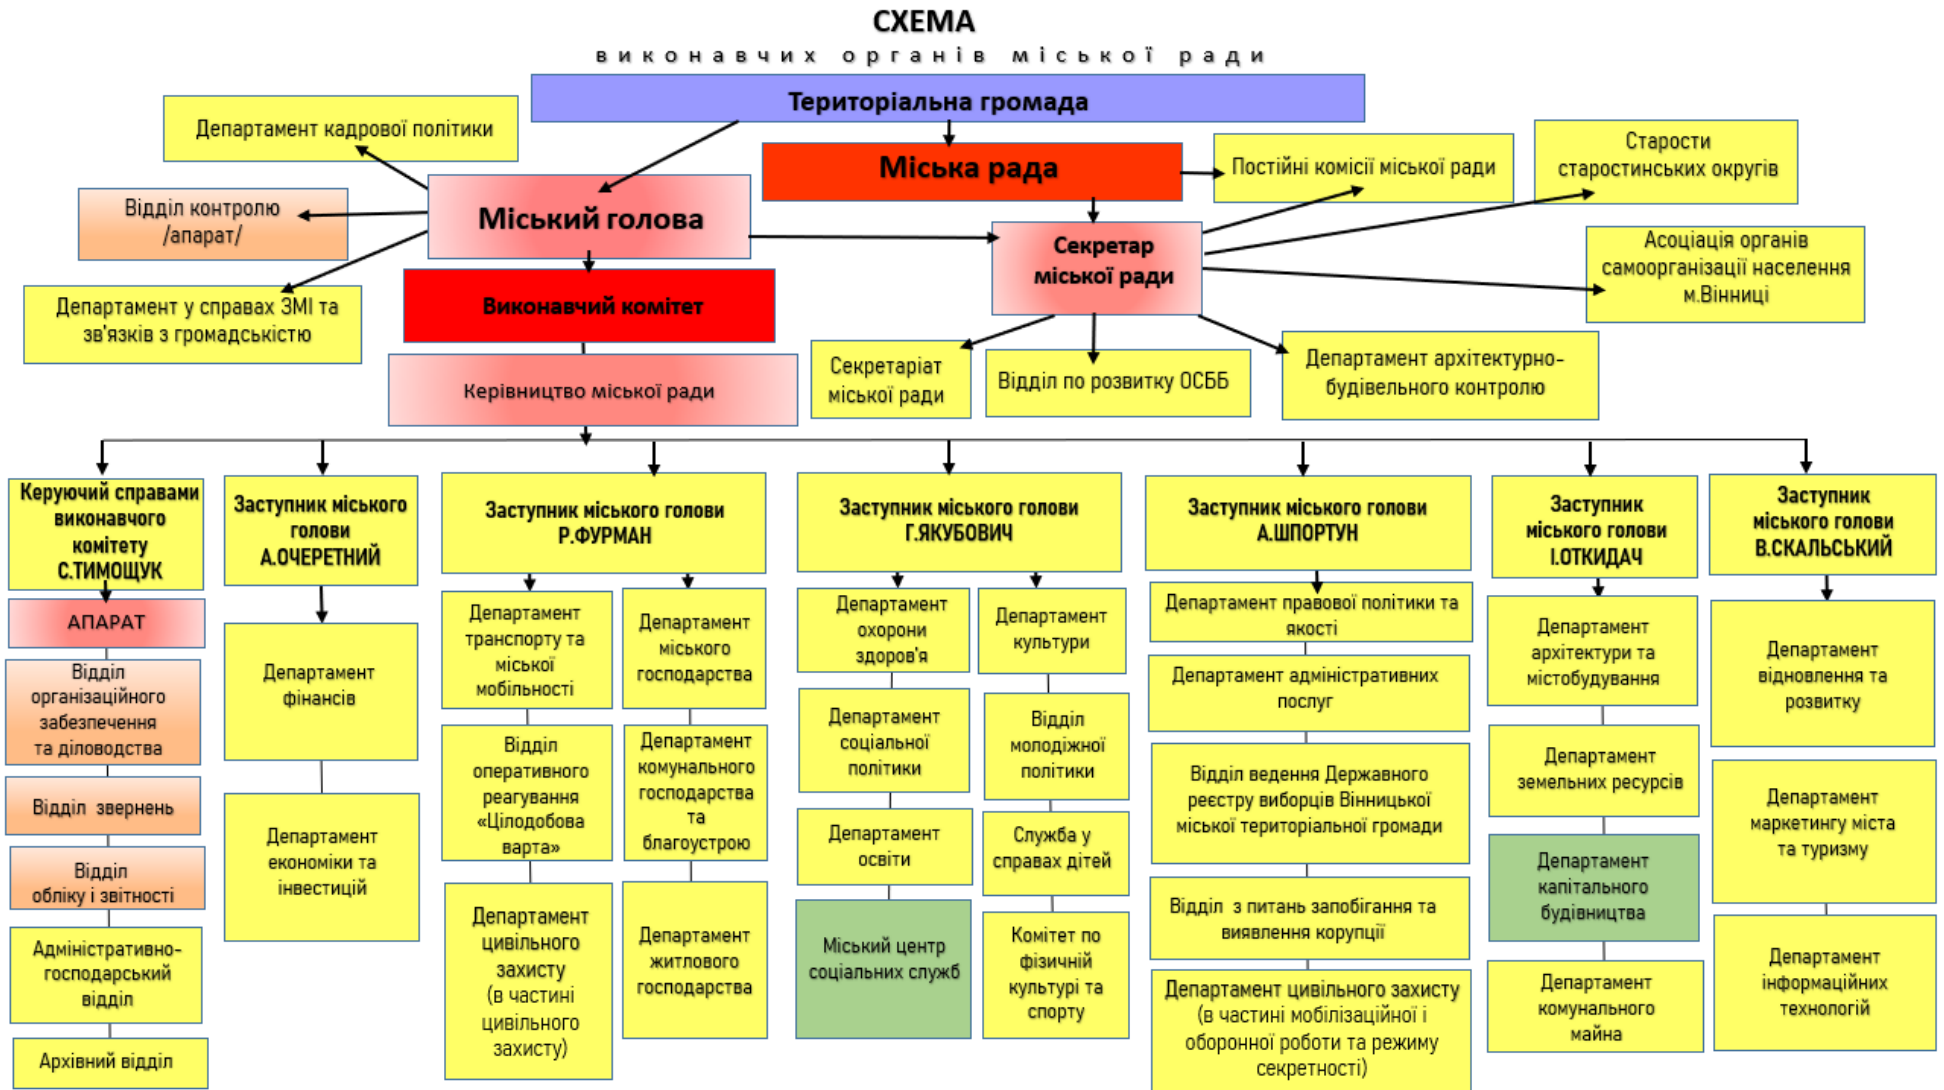 СХЕМА
виконавчих органів міської ради
Територіальна громада
Департамент кадрової політики
Міська рада
Постійні комісії міської ради
Старости
старостинських округів
Відділ контролю
/апарат/
Міський голова
Секретар
міської ради
Асоціація органів
самоорганізації населення
м.Вінниці
Департамент у справах ЗМІ та
зв'язків з громадськістю
Виконавчий комітет
Керівництво міської ради
Секретаріат
міської ради
Відділ по розвитку ОСББ
Департамент архітектурно-
будівельного контролю
Керуючий справами
виконавчого
комітету
С.ТИМОЩУК
АПАРАТ
Відділ
організаційного
забезпечення
та діловодства
Відділ звернень
Відділ
обліку і звітності
Адміністративно-
господарський
відділ
Архівний відділ
Заступник міського
голови
А.ОЧЕРЕТНИЙ
Департамент
фінансів
Департамент
економіки та
інвестицій
Заступник міського голови
Р.ФУРМАН
Департамент
транспорту та
міської
мобільності
Відділ
оперативного
реагування
«Цілодобова
варта»
Департамент
цивільного
захисту
(в частині
цивільного
захисту)
Департамент
міського
господарства
Департамент
комунального
господарства
та
благоустрою
Департамент
житлового
господарства
Заступник міського голови
Г.ЯКУБОВИЧ
Департамент
охорони
здоров'я
Департамент
соціальної
політики
Департамент
освіти
Міський центр
соціальних служб
Департамент
культури
Відділ
молодіжної
політики
Служба у
справах дітей
Комітет по
фізичній
культурі та
спорту
Заступник міського голови
А.ШПОРТУН
Департамент правової політики та
якості
Департамент адміністративних
послуг
Відділ ведення Державного
реєстру виборців Вінницької
міської територіальної громади
Відділ з питань запобігання та
виявлення корупції
Департамент цивільного захисту
(в частині мобілізаційної і
оборонної роботи та режиму
секретності)
Заступник
міського голови
І.ОТКИДАЧ
Департамент
архітектури та
містобудування
Департамент
земельних ресурсів
Департамент
капітального
будівництва
Департамент
комунального
майна
Заступник
міського голови
В.СКАЛЬСЬКИЙ
Департамент
відновлення та
розвитку
Департамент
маркетингу міста
та туризму
Департамент
інформаційних
технологій